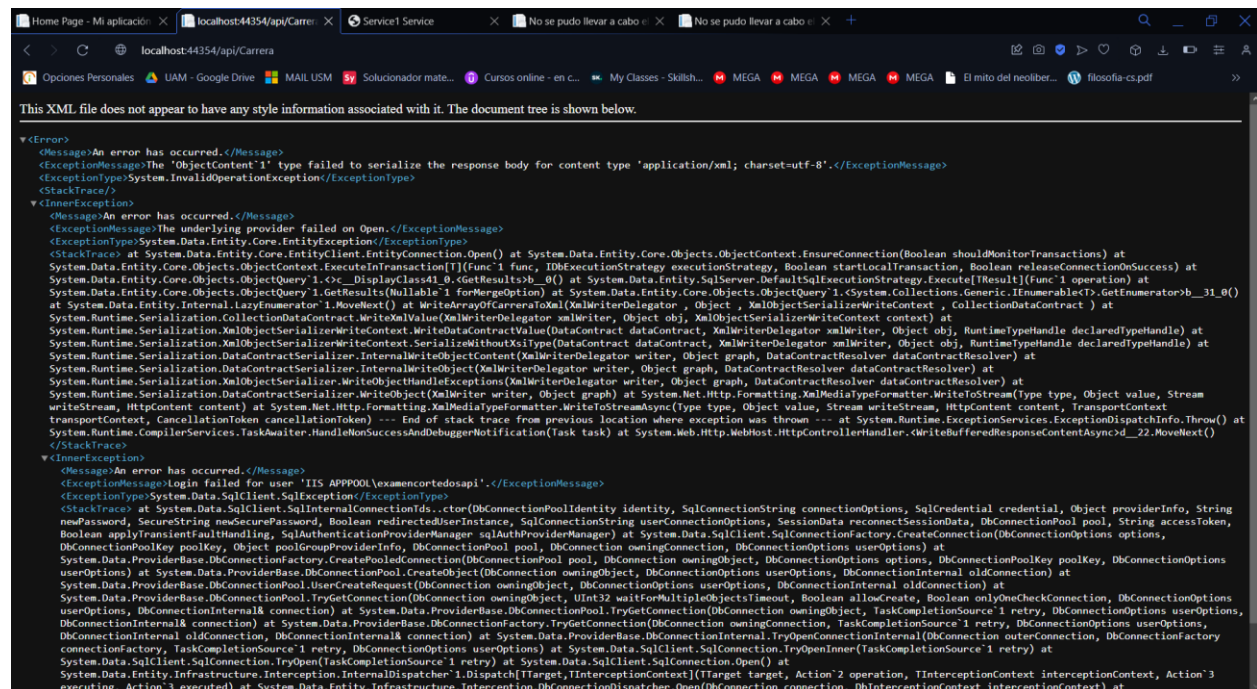 Home Page - Mi aplicación
localhost:44354/api/Carrer
Service1 Service
No se pudo llevar a cabo el
No se pudo llevar a cabo el
localhost:44354/api/Carrera
Opciones Personales UAM - Google Drive MAIL USM Sy Solucionador mate... Cursos online - en c... SK. My Classes - Skillsh... MEGA MEGA MEGA MEGA El mito del neoliber... filosofia-cs.pdf
This XML file does not appear to have any style information associated with it. The document tree is shown below.
▼<Error>
<Message>An error has occurred.</Message>
<ExceptionMessage>The 'ObjectContent`1' type failed to serialize the response body for content type 'application/xml; charset=utf-8'.</ExceptionMessage>
<ExceptionType>System.InvalidOperationException</ExceptionType>
<StackTrace/>
▼<InnerException>
<Message>An error has occurred.</Message>
<ExceptionMessage>The underlying provider failed on Open.</ExceptionMessage>
<ExceptionType>System.Data.Entity.Core.EntityException</ExceptionType>
<StackTrace> at System.Data.Entity.Core.EntityClient.EntityConnection.Open() at System.Data.Entity.Core.Objects.ObjectContext.EnsureConnection(Boolean shouldMonitorTransactions) at
System.Data.Entity.Core.Objects.ObjectContext.ExecuteInTransaction[T](Func`1 func, IDbExecutionStrategy executionStrategy, Boolean startLocalTransaction, Boolean releaseConnectionOnSuccess) at
System.Data.Entity.Core.Objects.ObjectQuery`1.<>c__DisplayClass41_0.<GetResults>b__0() at System.Data.Entity.SqlServer.DefaultSqlExecutionStrategy.Execute[TResult](Func`1 operation) at
System.Data.Entity.Core.Objects.ObjectQuery`1.GetResults(Nullable`1 forMergeOption) at System.Data.Entity.Core.Objects.ObjectQuery`1.<System.Collections.Generic.IEnumerable<T>.GetEnumerator>b__31_0()
at System.Data.Entity.Internal.LazyEnumerator`1.MoveNext() at WriteArrayOfCarreraToXml(XmlWriterDelegator , Object , XmlObjectSerializerWriteContext , CollectionDataContract ) at
System.Runtime.Serialization.CollectionDataContract.WriteXmlValue(XmlWriterDelegator xmlWriter, Object obj, XmlObjectSerializerWriteContext context) at
System.Runtime.Serialization.XmlObjectSerializerWriteContext.WriteDataContractValue(DataContract dataContract, XmlWriterDelegator xmlWriter, Object obj, RuntimeTypeHandle declaredTypeHandle) at
System.Runtime.Serialization.XmlObjectSerializerWriteContext.SerializeWithoutXsiType(DataContract dataContract, XmlWriterDelegator xmlWriter, Object obj, RuntimeTypeHandle declaredTypeHandle) at
System.Runtime.Serialization.DataContractSerializer.InternalWriteObjectContent(XmlWriterDelegator writer, Object graph, DataContractResolver dataContractResolver) at
System.Runtime.Serialization.DataContractSerializer.InternalWriteObject(XmlWriterDelegator writer, Object graph, DataContractResolver dataContractResolver) at
System.Runtime.Serialization.XmlObjectSerializer.WriteObjectHandleExceptions(XmlWriterDelegator writer, Object graph, DataContractResolver dataContractResolver) at
System.Runtime.Serialization.DataContractSerializer.WriteObject(XmlWriter writer, Object graph) at System.Net.Http.Formatting.XmlMediaTypeFormatter.WriteToStream(Type type, Object value, Stream
writeStream, HttpContent content) at System.Net.Http.Formatting.XmlMediaTypeFormatter.WriteToStreamAsync(Type type, Object value, Stream writeStream, HttpContent content, TransportContext
transportContext, CancellationToken cancellationToken) --- End of stack trace from previous location where exception was thrown --- at System.Runtime.ExceptionServices.ExceptionDispatchInfo.Throw() at
System.Runtime.CompilerServices.TaskAwaiter.HandleNonSuccessAndDebuggerNotification(Task task) at System.Web.Http.WebHost.HttpControllerHandler.<WriteBufferedResponseContentAsync>d__22.MoveNext()
</StackTrace>
▼<InnerException>
<Message>An error has occurred.</Message>
<ExceptionMessage>Login failed for user 'IIS APPPOOL\examencortedosapi'.</ExceptionMessage>
<ExceptionType>System.Data.SqlClient.SqlException</ExceptionType>
<StackTrace> at System.Data.SqlClient.SqlInternalConnectionTds..ctor(DbConnectionPoolIdentity identity, SqlConnectionString connectionOptions, SqlCredential credential, Object providerInfo, String
newPassword, SecureString newSecurePassword, Boolean redirectedUserInstance, SqlConnectionString userConnectionOptions, SessionData reconnectSessionData, DbConnectionPool pool, String accessToken,
Boolean applyTransientFaultHandling, SqlAuthenticationProviderManager sqlAuthProviderManager) at System.Data.SqlClient.SqlConnectionFactory.CreateConnection(DbConnectionOptions options,
DbConnectionPoolKey poolKey, Object poolGroupProviderInfo, DbConnectionPool pool, DbConnection owningConnection, DbConnectionOptions userOptions) at
System.Data.ProviderBase.DbConnectionFactory.CreatePooledConnection(DbConnectionPool pool, DbConnection owningObject, DbConnectionOptions options, DbConnectionPoolKey poolKey, DbConnectionOptions
userOptions) at System.Data.ProviderBase.DbConnectionPool.CreateObject(DbConnection owningObject, DbConnectionOptions userOptions, DbConnectionInternal oldConnection) at
System.Data.ProviderBase.DbConnectionPool.UserCreateRequest(DbConnection owningObject, DbConnectionOptions userOptions, DbConnectionInternal oldConnection) at
System.Data.ProviderBase.DbConnectionPool.TryGetConnection(DbConnection owningObject, UInt32 waitForMultipleObjectsTimeout, Boolean allowCreate, Boolean onlyOneCheckConnection, DbConnectionOptions
userOptions, DbConnectionInternal& connection) at System.Data.ProviderBase.DbConnectionPool.TryGetConnection(DbConnection owningObject, TaskCompletionSource`1 retry, DbConnectionOptions userOptions,
DbConnectionInternal& connection) at System.Data.ProviderBase.DbConnectionFactory.TryGetConnection(DbConnection owningConnection, TaskCompletionSource`1 retry, DbConnectionOptions userOptions,
DbConnectionInternal oldConnection, DbConnectionInternal& connection) at System.Data.ProviderBase.DbConnectionInternal.TryOpenConnectionInternal(DbConnection outerConnection, DbConnectionFactory
connectionFactory, TaskCompletionSource`1 retry, DbConnectionOptions userOptions) at System.Data.SqlClient.SqlConnection.TryOpenInner(TaskCompletionSource`1 retry) at
System.Data.SqlClient.SqlConnection.TryOpen(TaskCompletionSource`1 retry) at System.Data.SqlClient.SqlConnection.Open() at
System.Data.Entity.Infrastructure.Interception.InternalDispatcher`1.Dispatch[TTarget,TInterceptionContext](TTarget target, Action`2 operation, TInterceptionContext interceptionContext, Action`3
executing, Action`3 executed) at System.Data.Entity.Infrastructure.Interception.DbConnectionDispatcher.Open(DbConnection connection, DbInterceptionContext interceptionContext) at